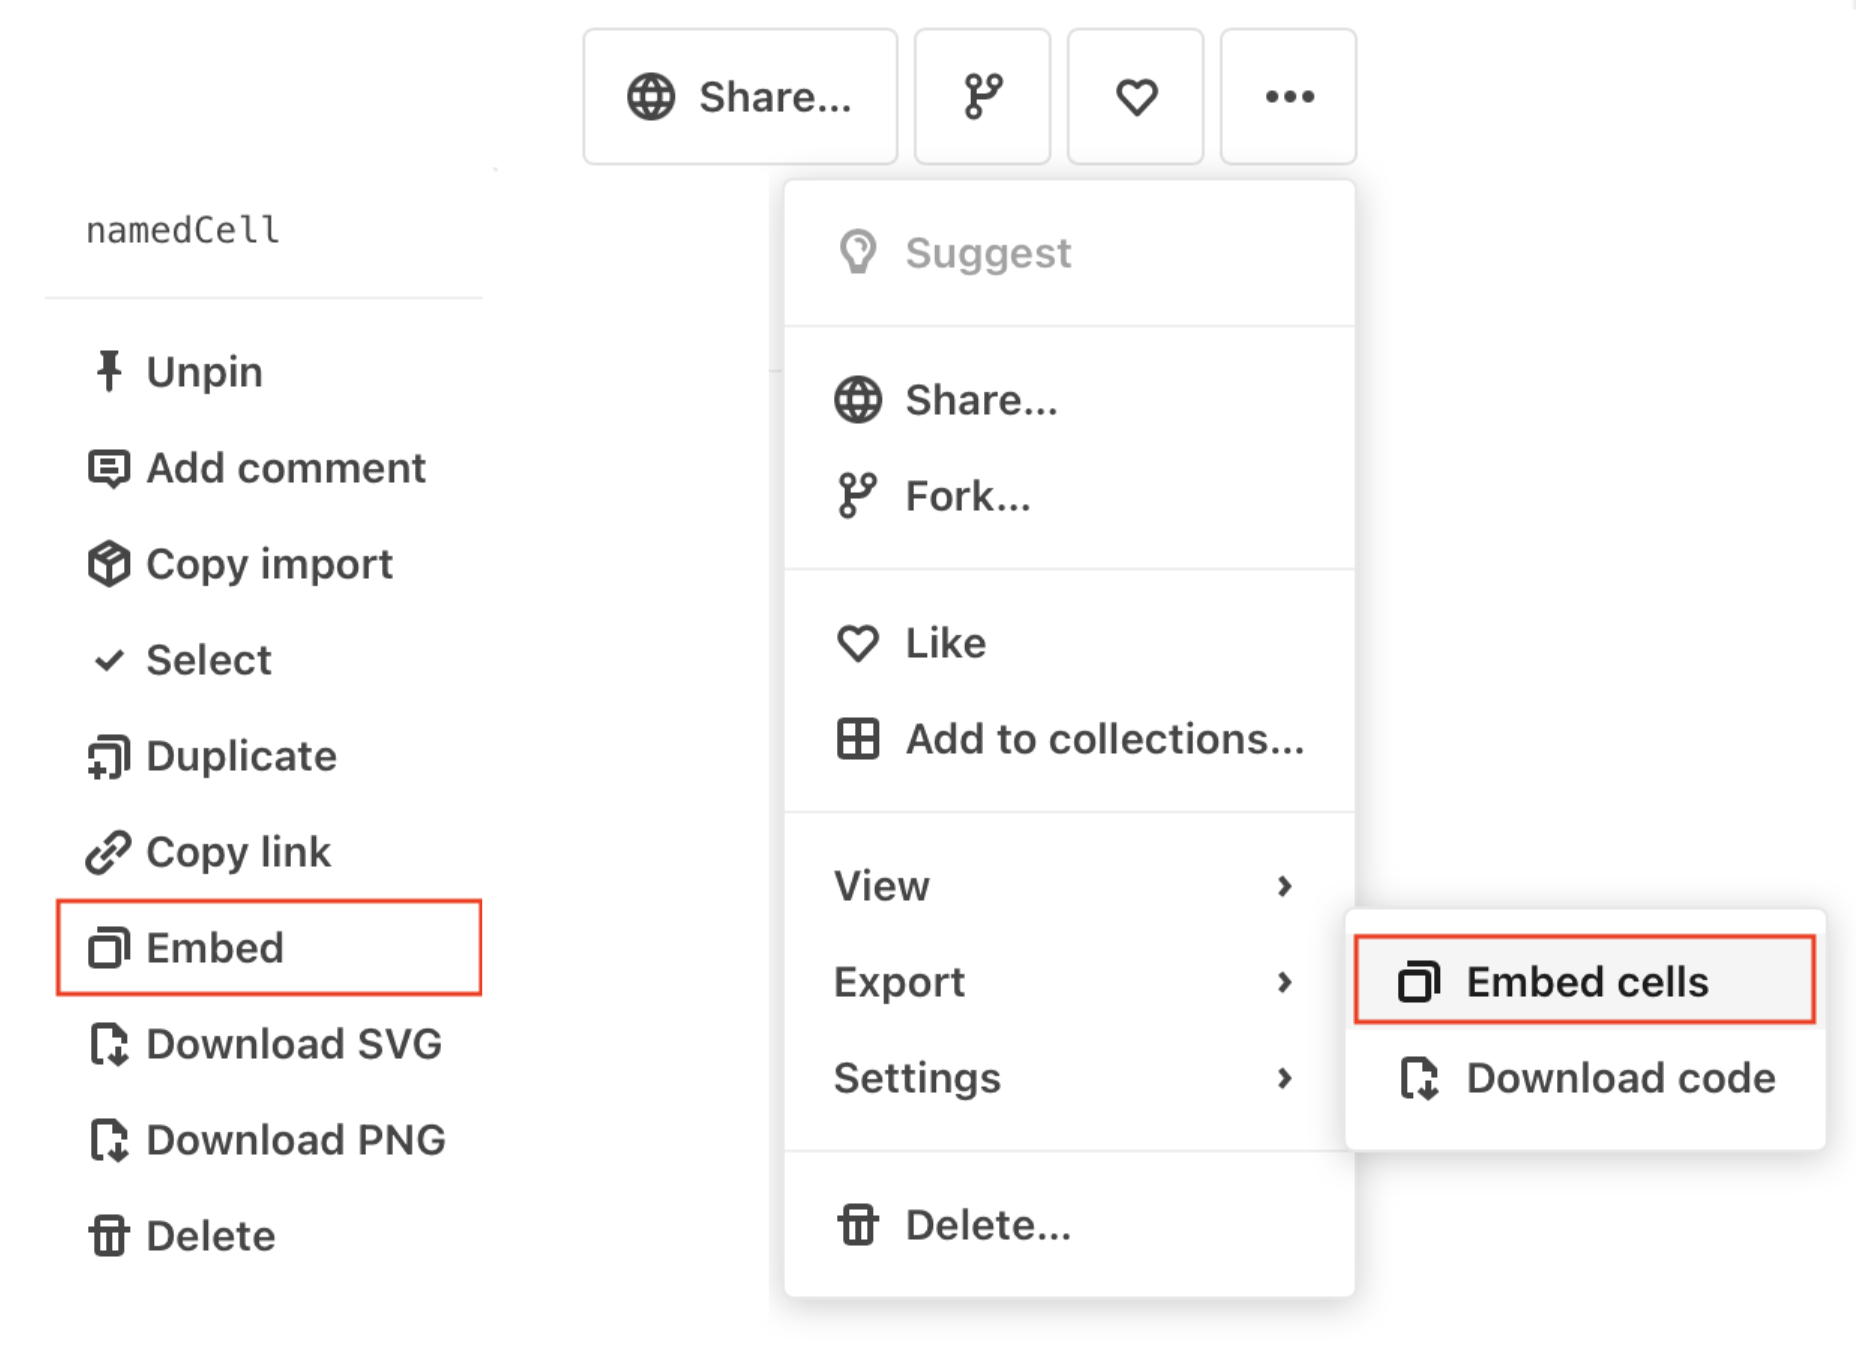 namedCell
Unpin
Add comment
Copy import
Select
Duplicate
Copy link
Embed
Download SVG
Download PNG
Delete
Share...
Suggest
Share...
Fork...
Like
Add to collections...
View
Export
Settings
Delete...
Embed cells
Download code